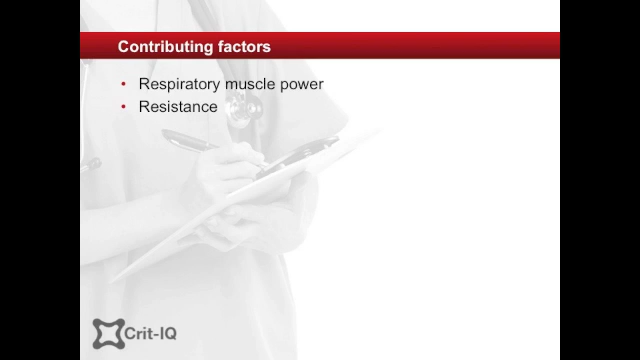 Contributing factors
• Respiratory muscle power
• Resistance
Crit-IQ